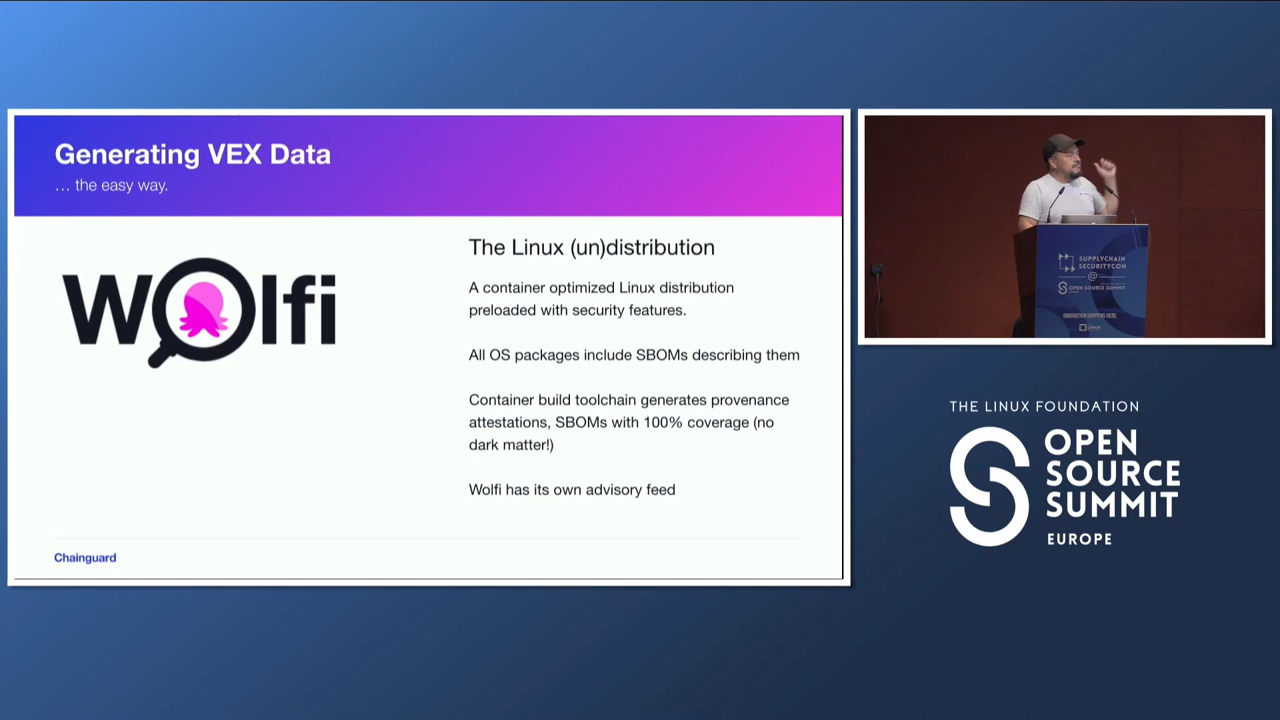 Generating VEX Data
… the easy way.
Wolfi
The Linux (un)distribution
A container optimized Linux distribution
preloaded with security features.
All OS packages include SBOMs describing them
Container build toolchain generates provenance
attestations, SBOMs with 100% coverage (no
dark matter!)
Wolfi has its own advisory feed
Chainguard
SUPPLYCHAIN
SECURITYCON
@
OPEN SOURCE SUMMIT
INNOVATION HAPPENS HERE.
THE LINUX FOUNDATION
OPEN
SOURCE
SUMMIT
EUROPE